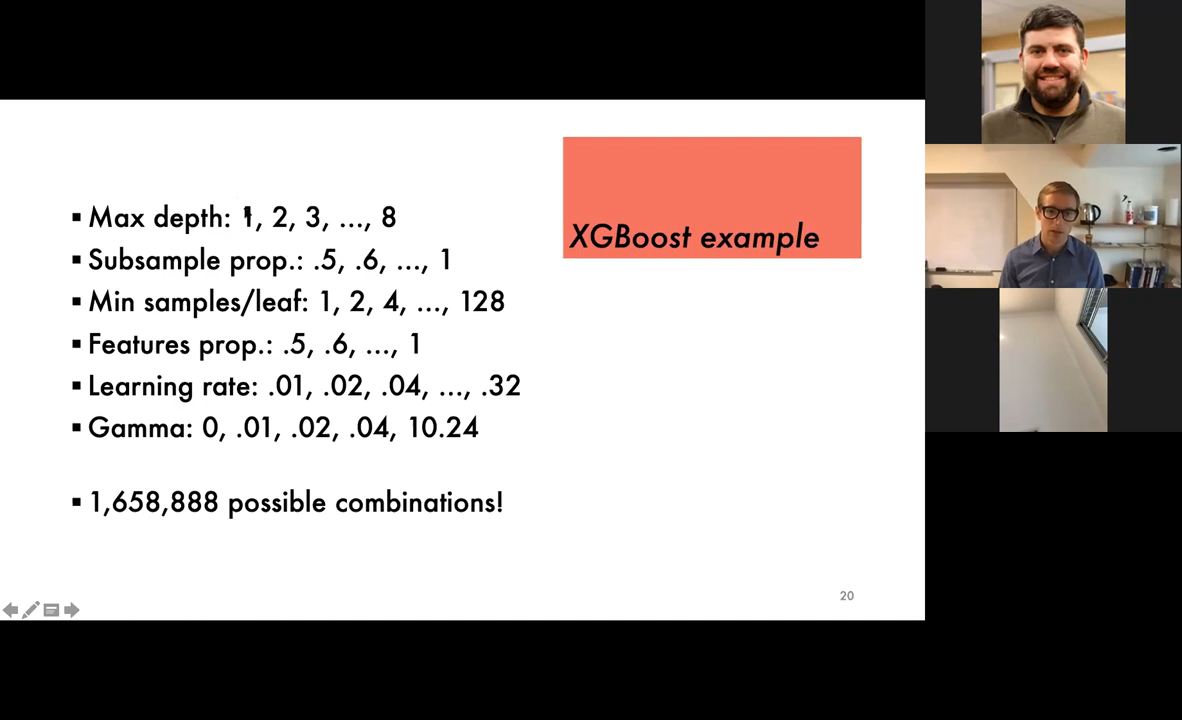 XGBoost example
Max depth: 1, 2, 3, ..., 8
Subsample prop.: .5, .6, ..., 1
Min samples/leaf: 1, 2, 4, ..., 128
Features prop.: .5, .6, ..., 1
Learning rate: .01, .02, .04, ..., .32
Gamma: 0, .01, .02, .04, 10.24
1,658,888 possible combinations!
20